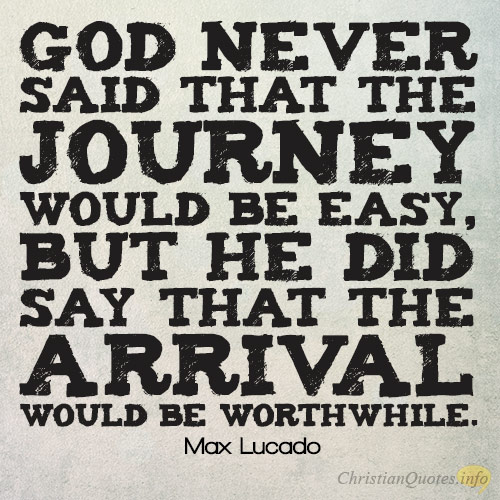 GOD NEVER
SAID THAT THE
JOURNEY
WOULD BE EASY,
BUT HE DID
SAY THAT THE
ARRIVAL
WOULD BE WORTHWHILE.
Max Lucado
ChristianQuotes.info